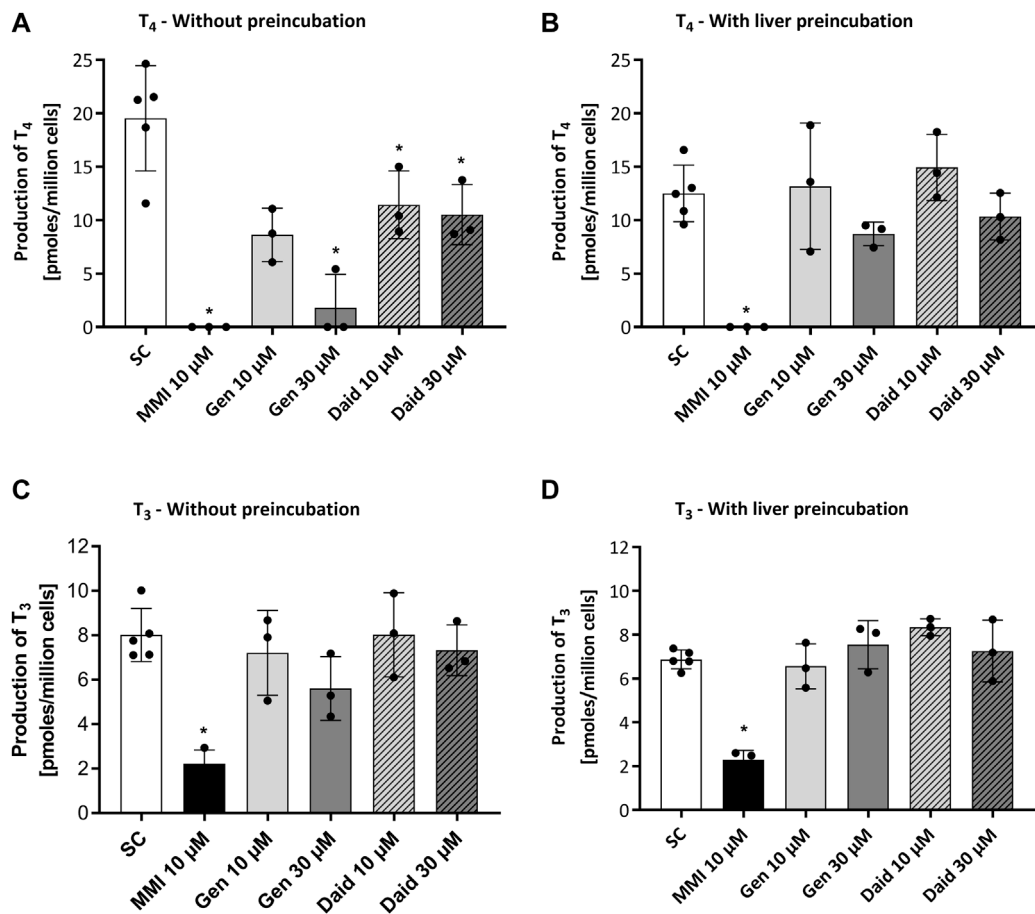 A
T₄ - Without preincubation
Production of T₄
[pmoles/million cells]
25
20
15
10
5
0
*
*
*
*
SC
MMI 10 µM
Gen 10 µM
Gen 30 µM
Daid 10 µM
Daid 30 µM
B
T₄ - With liver preincubation
Production of T₄
[pmoles/million cells]
25
20
15
10
5
0
*
SC
MMI 10 µM
Gen 10 µM
Gen 30 µM
Daid 10 µM
Daid 30 µM
C
T₃ - Without preincubation
Production of T₃
[pmoles/million cells]
12
10
8
6
4
2
0
*
SC
MMI 10 µM
Gen 10 µM
Gen 30 µM
Daid 10 µM
Daid 30 µM
D
T₃ - With liver preincubation
Production of T₃
[pmoles/million cells]
12
10
8
6
4
2
0
*
SC
MMI 10 µM
Gen 10 µM
Gen 30 µM
Daid 10 µM
Daid 30 µM